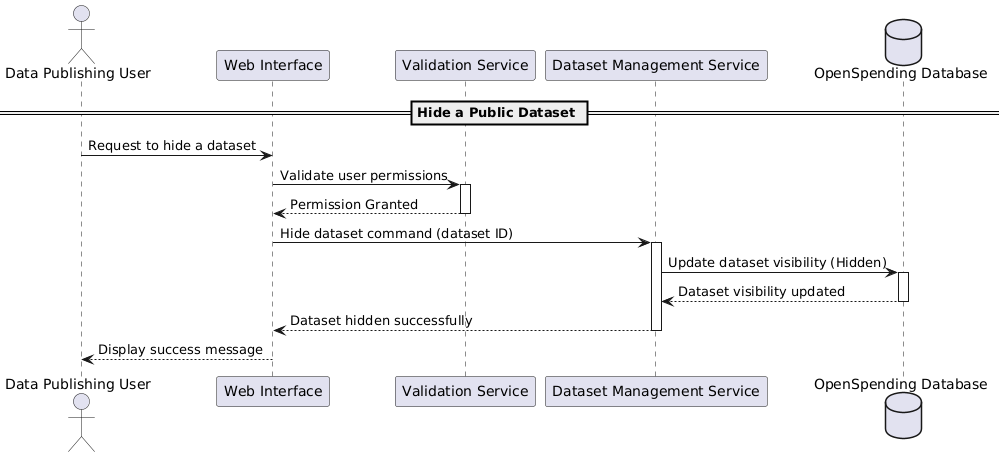 Data Publishing User
Web Interface
Validation Service
Dataset Management Service
OpenSpending Database
Hide a Public Dataset
Request to hide a dataset
Validate user permissions
Permission Granted
Hide dataset command (dataset ID)
Update dataset visibility (Hidden)
Dataset visibility updated
Dataset hidden successfully
Display success message
Data Publishing User
Web Interface
Validation Service
Dataset Management Service
OpenSpending Database